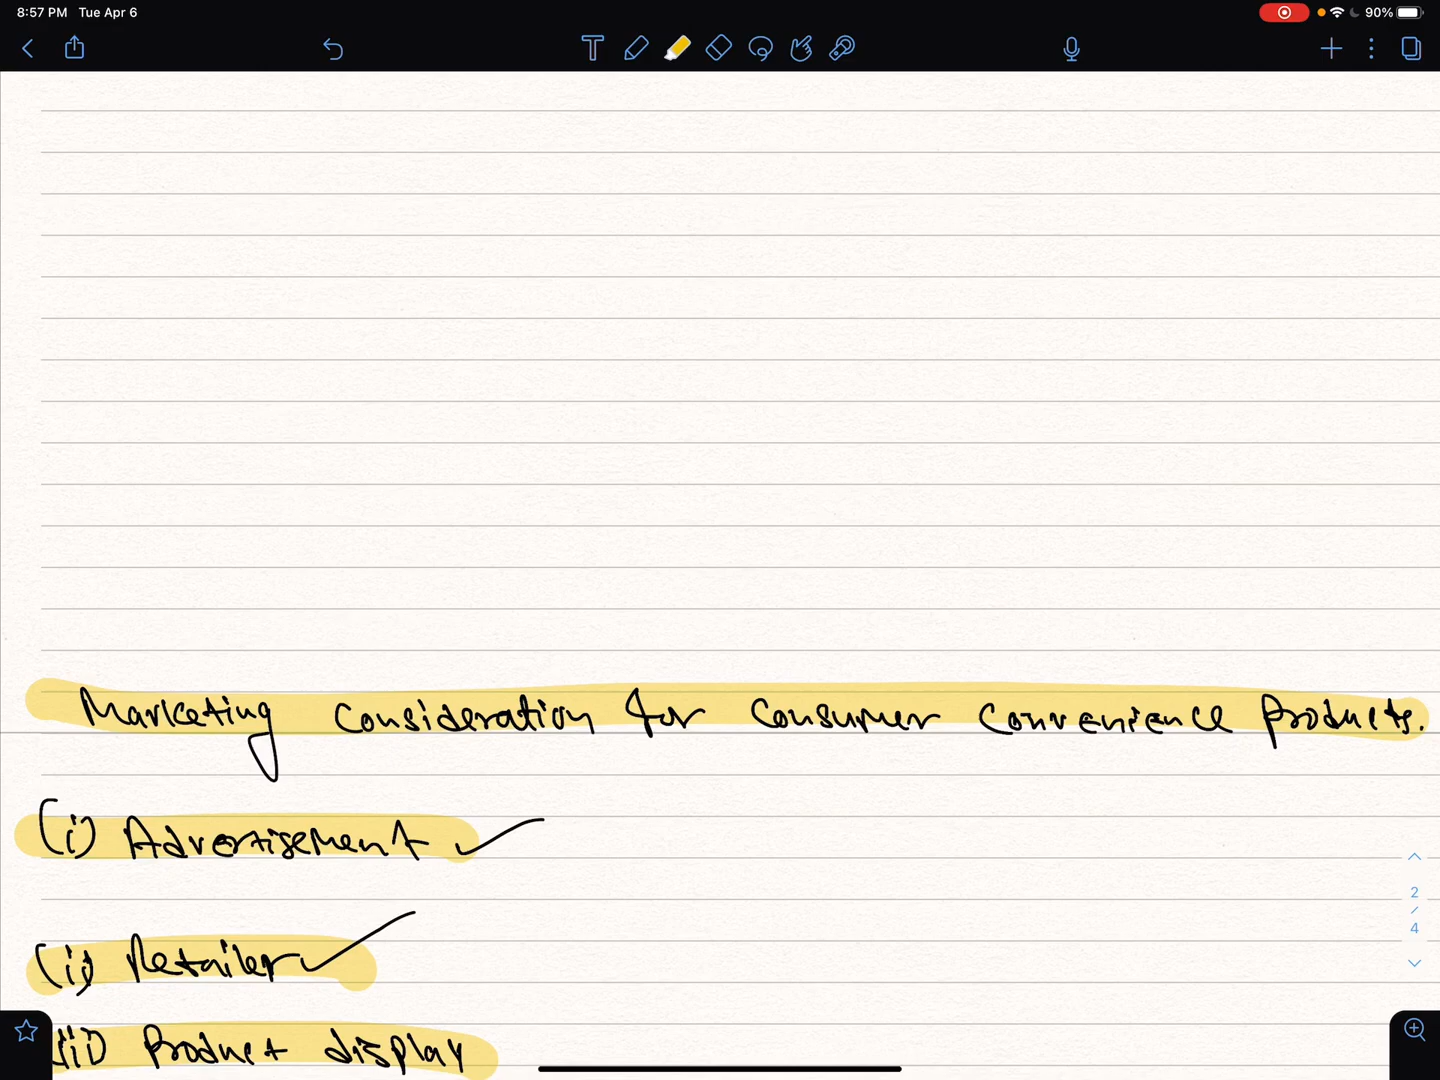 8:57 PM Tue Apr 6
90%
Marketing Consideration for Consumer Convenience Products.
(i) Advertisement
(ii) Retailer
(iii) Product display
2
/
4